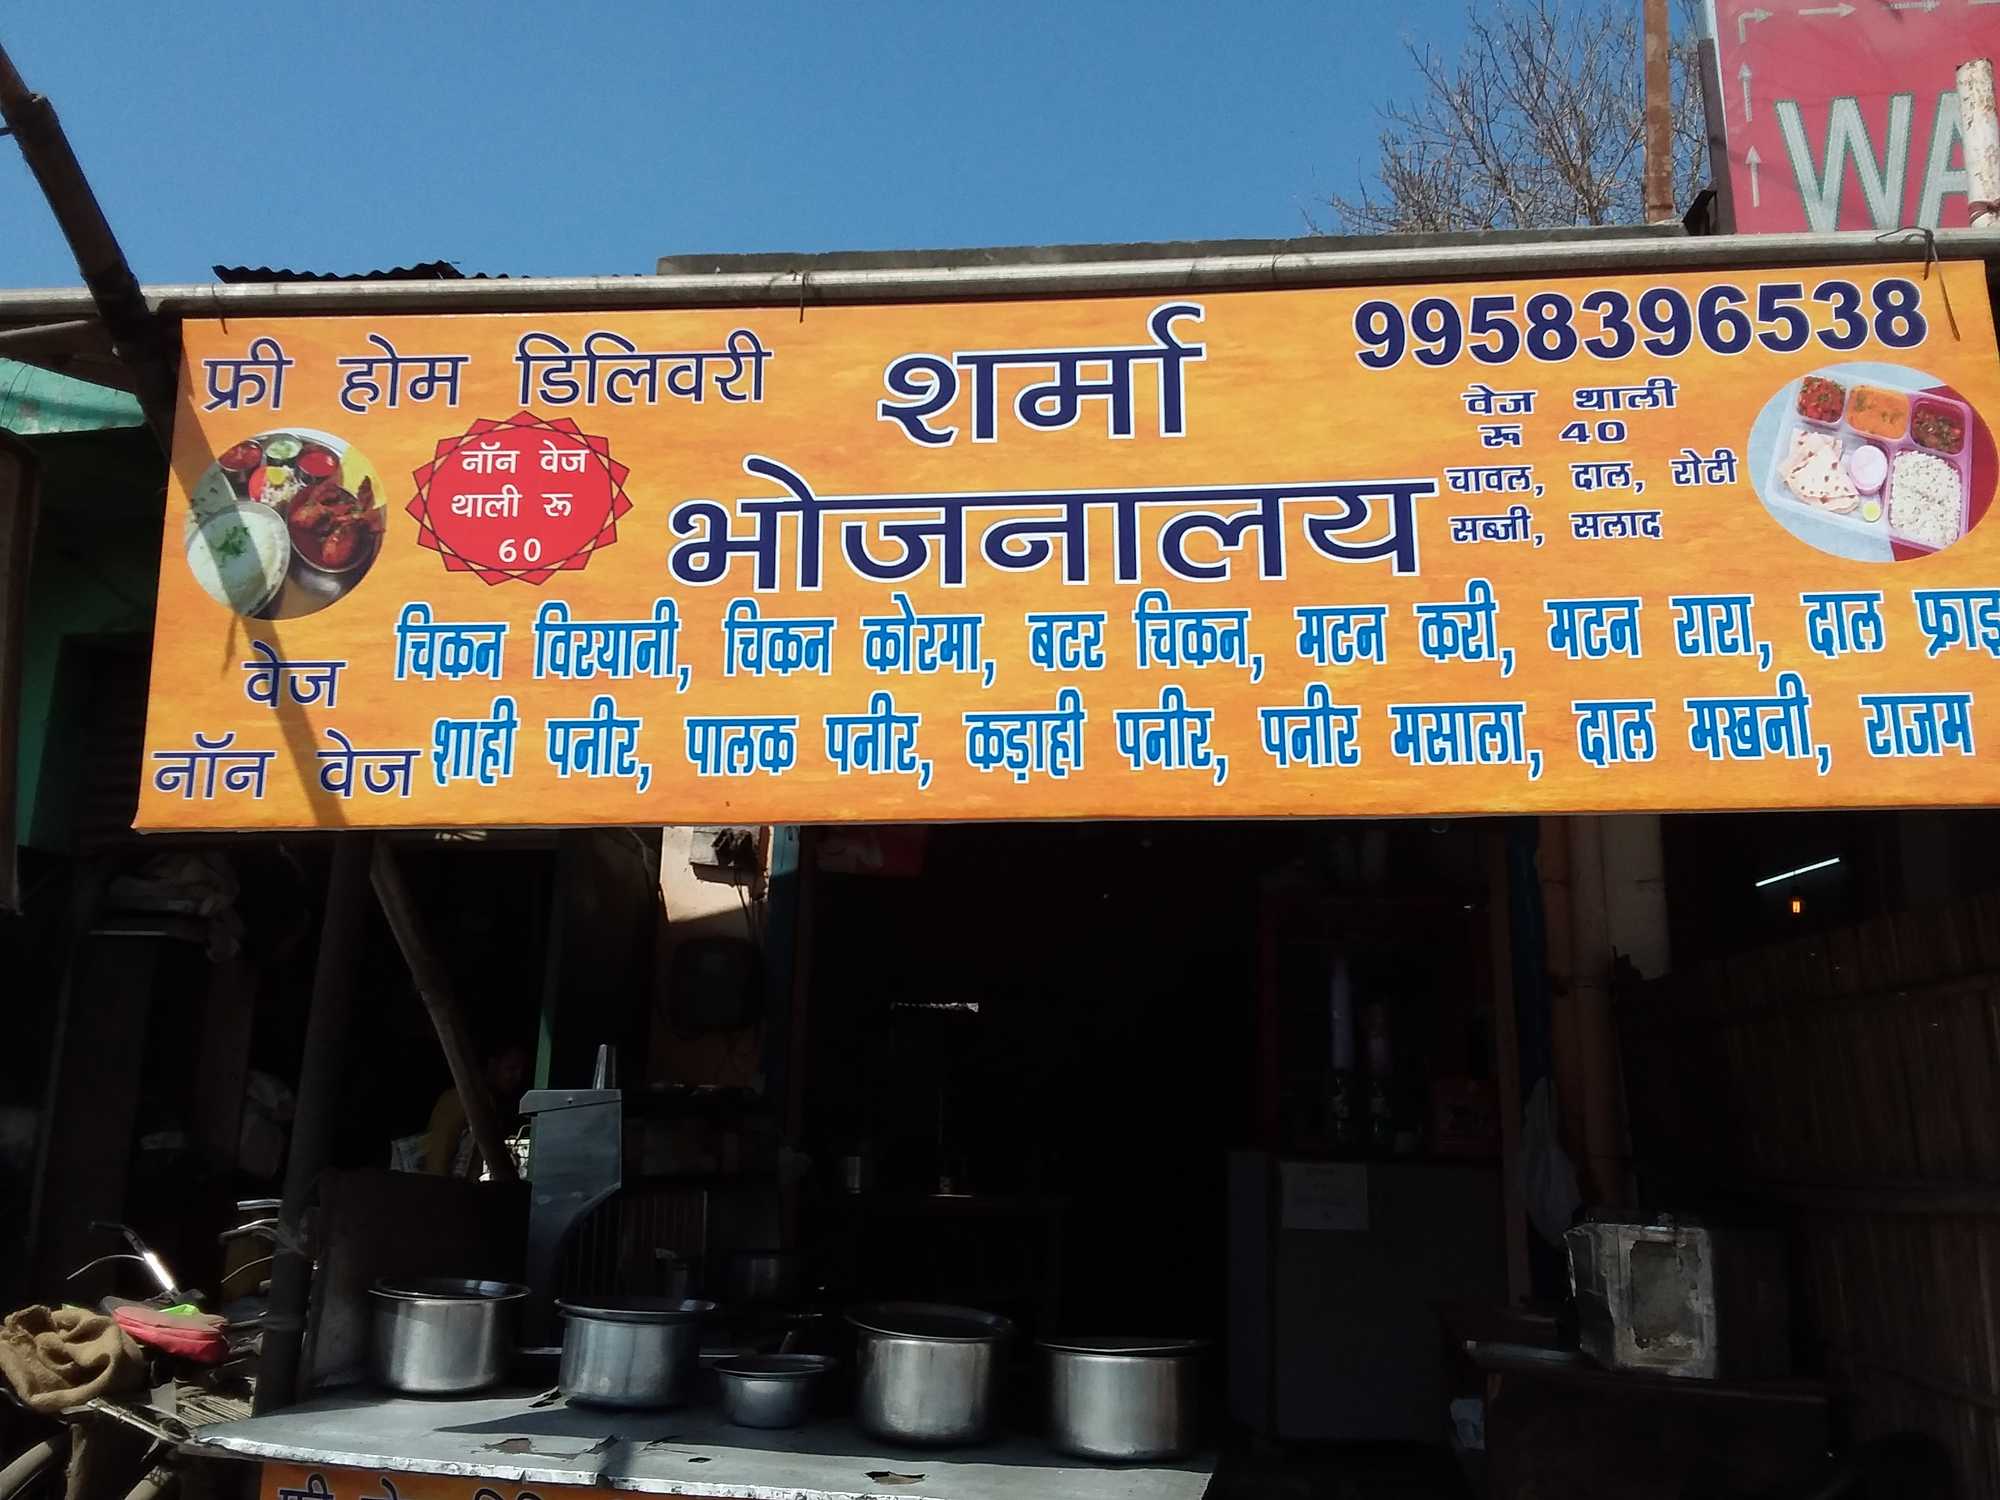 WA
फ्री होम डिलिवरी
शर्मा
भोजनालय
9958396538
वेज थाली
रू 40
चावल, दाल, रोटी
सब्जी, सलाद
नॉन वेज
थाली रू
60
वेज
नॉन वेज
चिकन विरयानी, चिकन कोरमा, बटर चिकन, मटन करी, मटन रारा, दाल फ्राइ
शाही पनीर, पालक पनीर, कड़ाही पनीर, पनीर मसाला, दाल मखनी, राजम